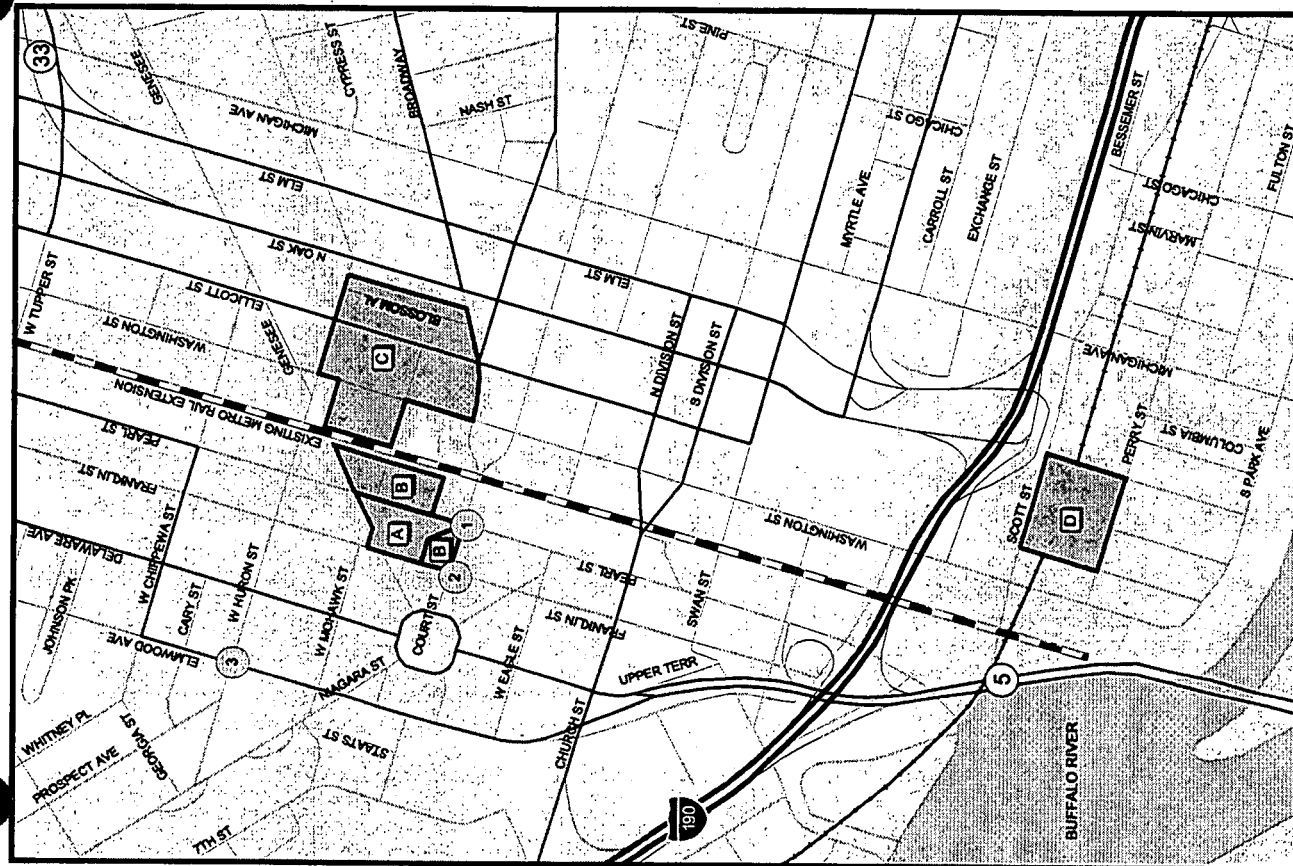 33
GENESEE
CYPRESS ST
BROADWAY
NASH ST
PINE ST
MICHIGAN AVE
ELM ST
N OAK ST
W TUPPER ST
ELLICOTT ST
WASHINGTON ST
GENESEE
BLOSSOM AL
C
EXISTING METRO RAIL EXTENSION
PEARL ST
FRANKLIN ST
DELAWARE AVE
W CHIPPEWA ST
JOHNSON PK
CARY ST
W HURON ST
ELMWOOD AVE
3
W MOHAWK ST
A
B
B
1
2
COURT ST
NIAGARA ST
WHITNEY PL
PROSPECT AVE
GEORGIA ST
7TH ST
STAATS ST
W EAGLE ST
FRANKLIN ST
PEARL ST
CHURCH ST
UPPER TERR
SWAN ST
WASHINGTON ST
ELM ST
N DIVISION ST
S DIVISION ST
MYRTLE AVE
CHICAGO ST
CARROLL ST
EXCHANGE ST
BESSEMER ST
CHICAGO ST
MARVIN ST
FULTON ST
MICHIGAN AVE
PERRY ST
COLUMBIA ST
S PARK AVE
SCOTT ST
D
5
190
BUFFALO RIVER